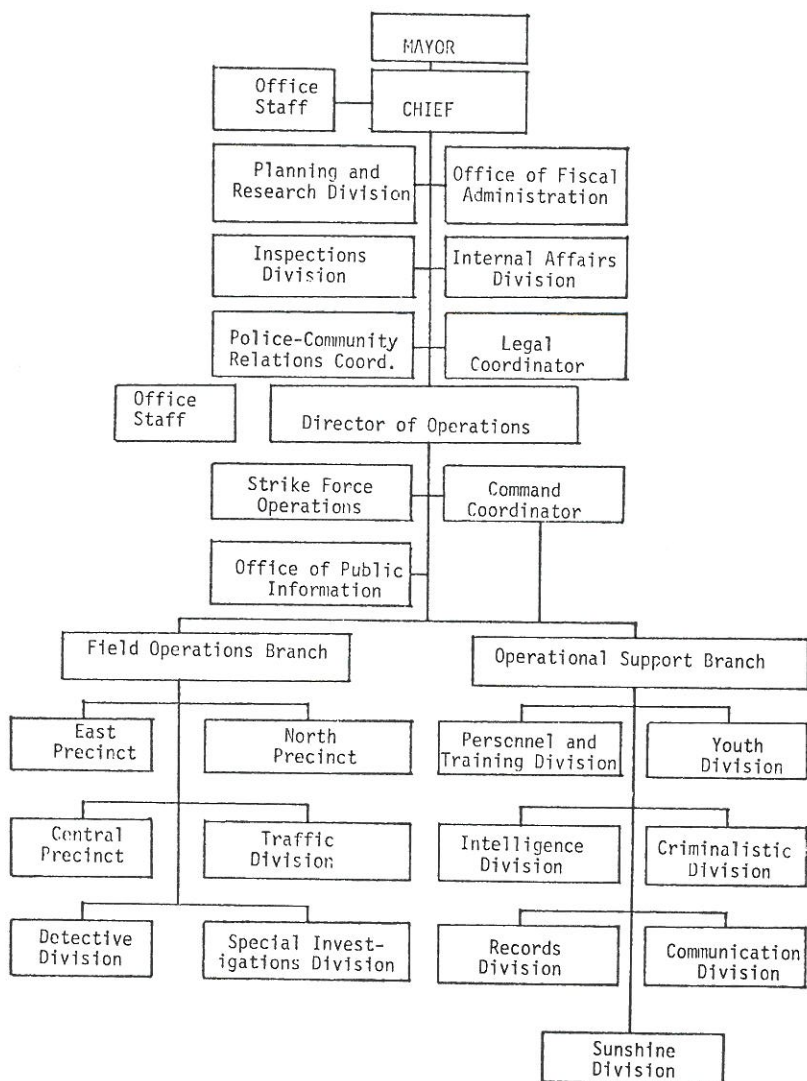 MAYOR
Office
Staff
CHIEF
Planning and
Research Division
Office of Fiscal
Administration
Inspections
Division
Internal Affairs
Division
Police-Community
Relations Coord.
Legal
Coordinator
Office
Staff
Director of Operations
Strike Force
Operations
Command
Coordinator
Office of Public
Information
Field Operations Branch
Operational Support Branch
East
Precinct
North
Precinct
Personnel and
Training Division
Youth
Division
Central
Precinct
Traffic
Division
Intelligence
Division
Criminalistic
Division
Detective
Division
Special Invest-
igations Division
Records
Division
Communication
Division
Sunshine
Division